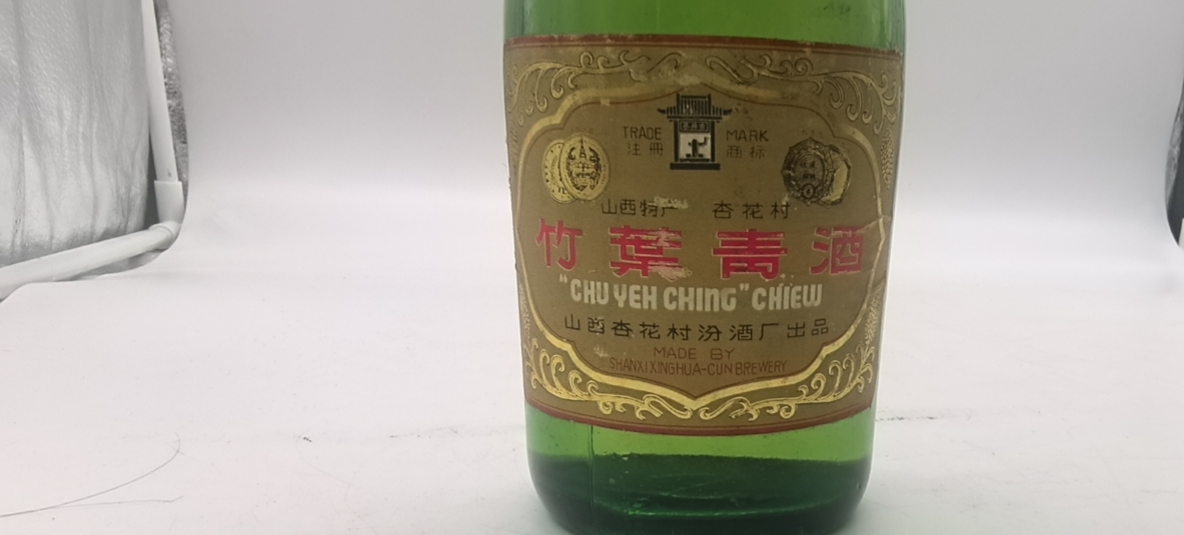 TRADE MARK
注册 商标
山西特产 杏花村
竹葉青酒
"CHU YEH CHING" CHIEW
山西杏花村汾酒厂出品
MADE BY
SHANXI XINGHUA-CUN BREWERY